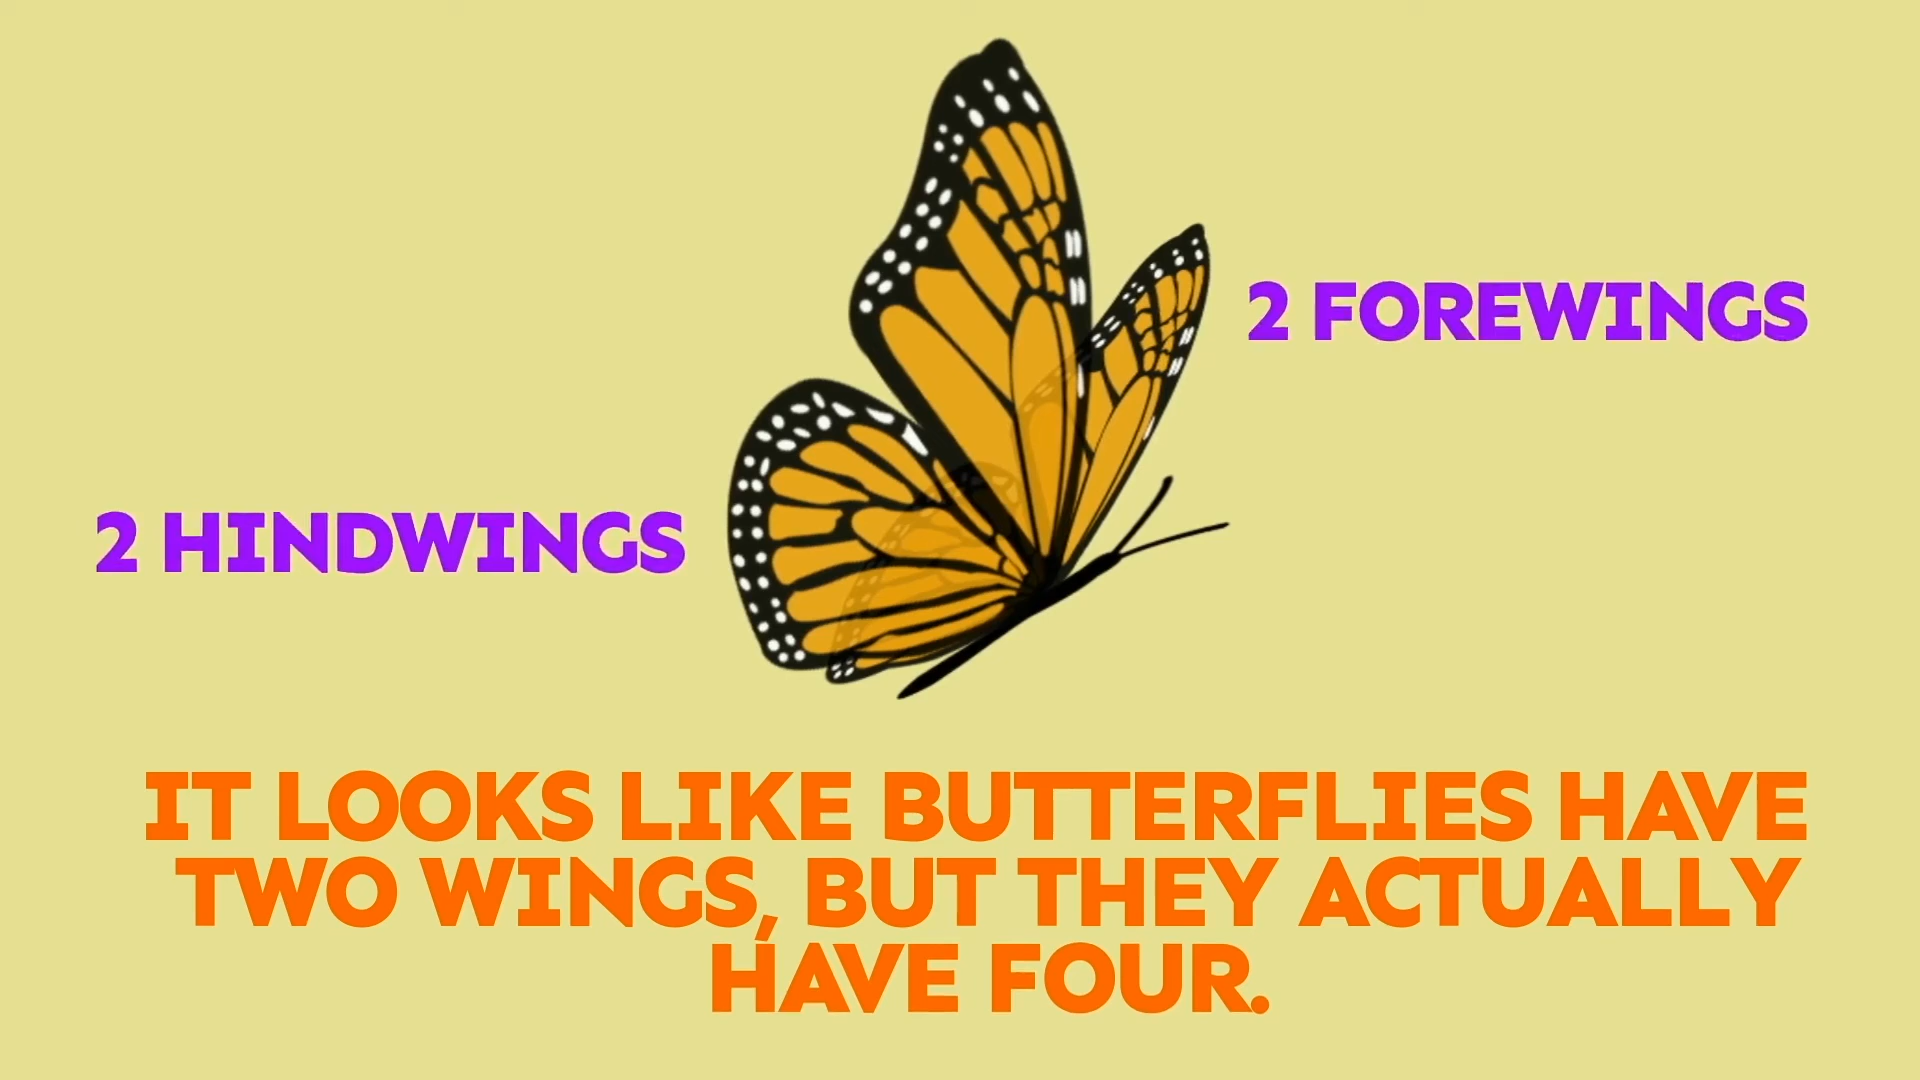 2 FOREWINGS
2 HINDWINGS
IT LOOKS LIKE BUTTERFLIES HAVE
TWO WINGS, BUT THEY ACTUALLY
HAVE FOUR.